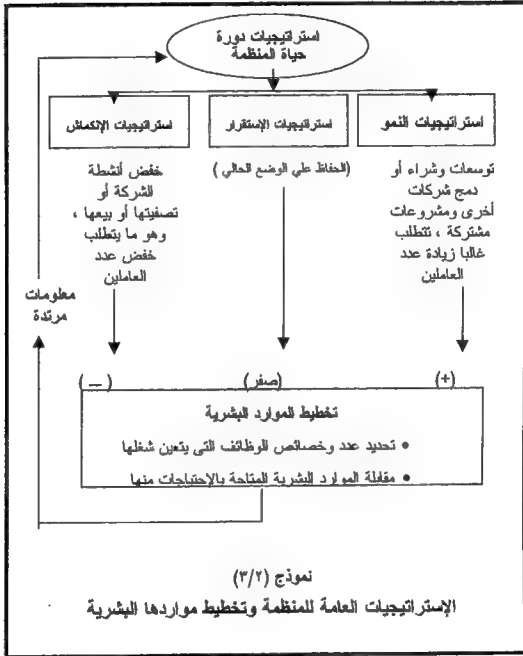 استراتيجيات دورة
حياة المنظمة
استراتيجيات النمو
استراتيجيات الإستقرار
استراتيجيات الإنكماش
توسعات وشراء أو
دمج شركات
أخرى ومشروعات
مشتركة ، تتطلب
غالبا زيادة عدد
العاملين
(الحفاظ علي الوضع الحالي )
خفض أنشطة
الشركة أو
تصفيتها أو بيعها ،
وهو ما يتطلب
خفض عدد
العاملين
معلومات
مرتدة
(+)
(صفر)
(—)
تخطيط الموارد البشرية
• تحديد عدد وخصائص الوظائف التى يتعين شغلها
• مقابلة الموارد البشرية المتاحة بالإحتياجات منها
نموذج (٣/٢)
الإستراتيجيات العامة للمنظمة وتخطيط مواردها البشرية